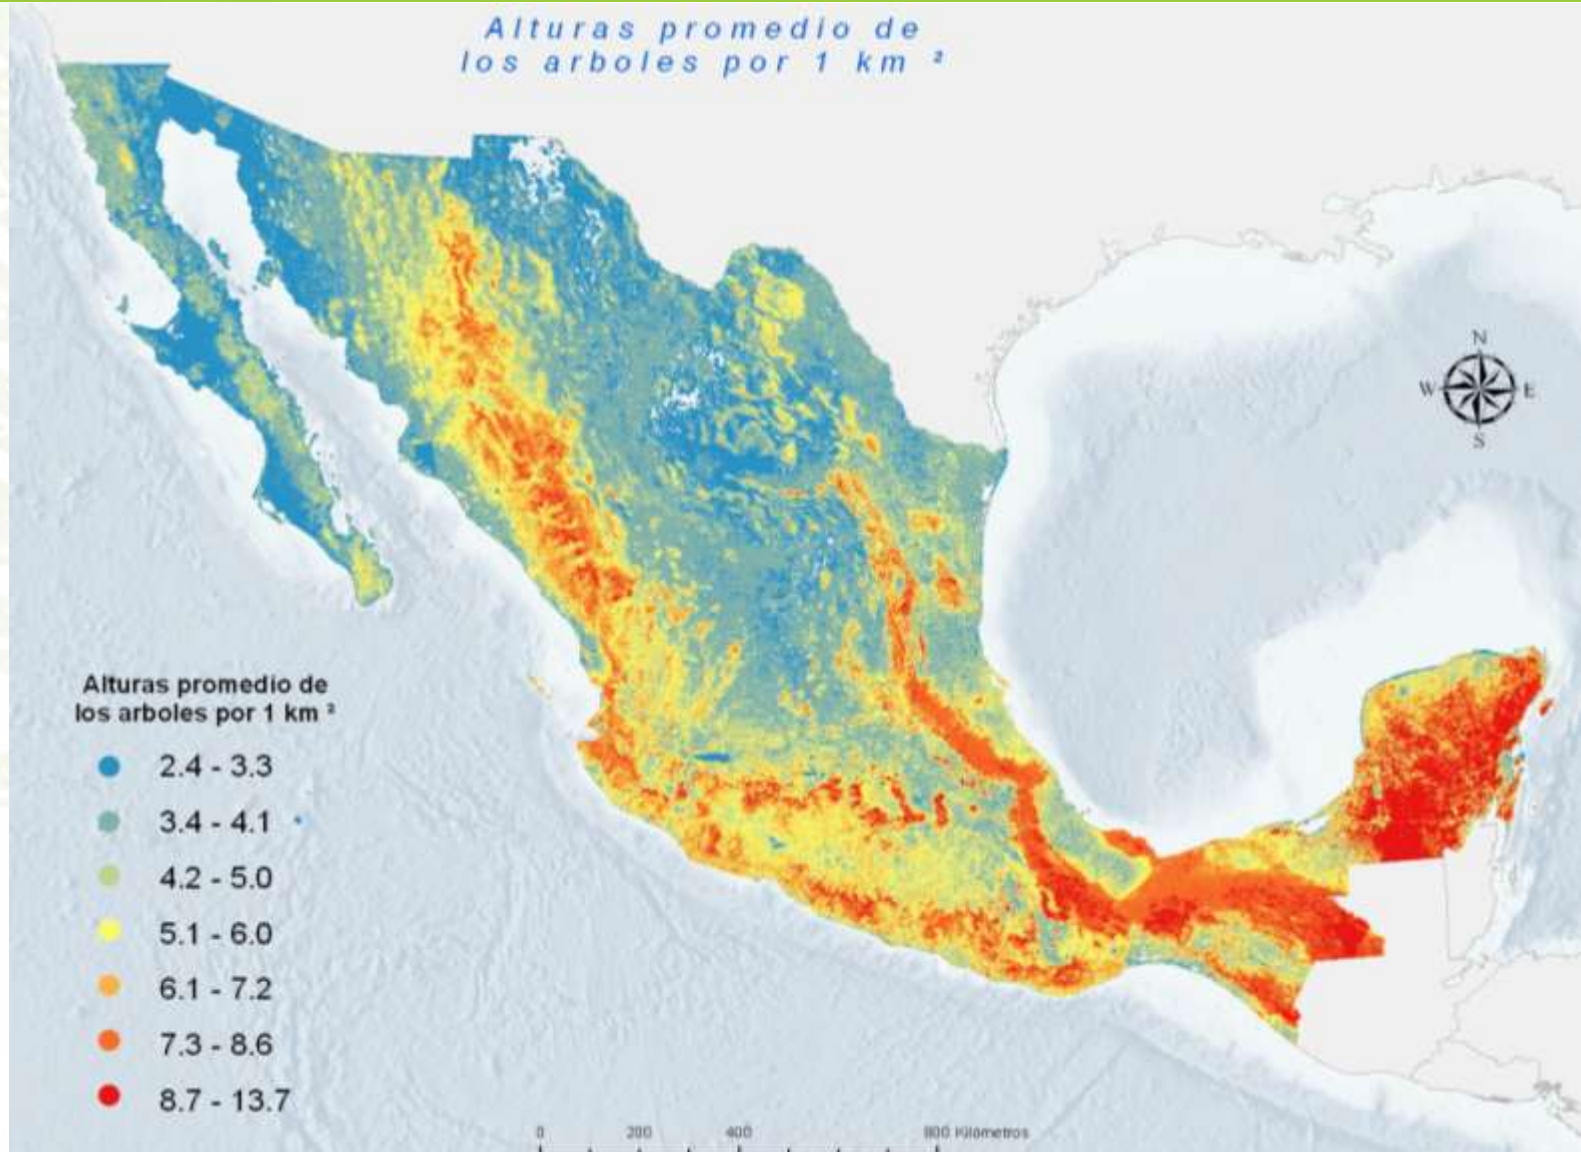 Alturas promedio de
los arboles por 1 km ²
N
W E
S
Alturas promedio de
los arboles por 1 km ²
2.4 - 3.3
3.4 - 4.1
4.2 - 5.0
5.1 - 6.0
6.1 - 7.2
7.3 - 8.6
8.7 - 13.7
0 200 400 800 Kilometros